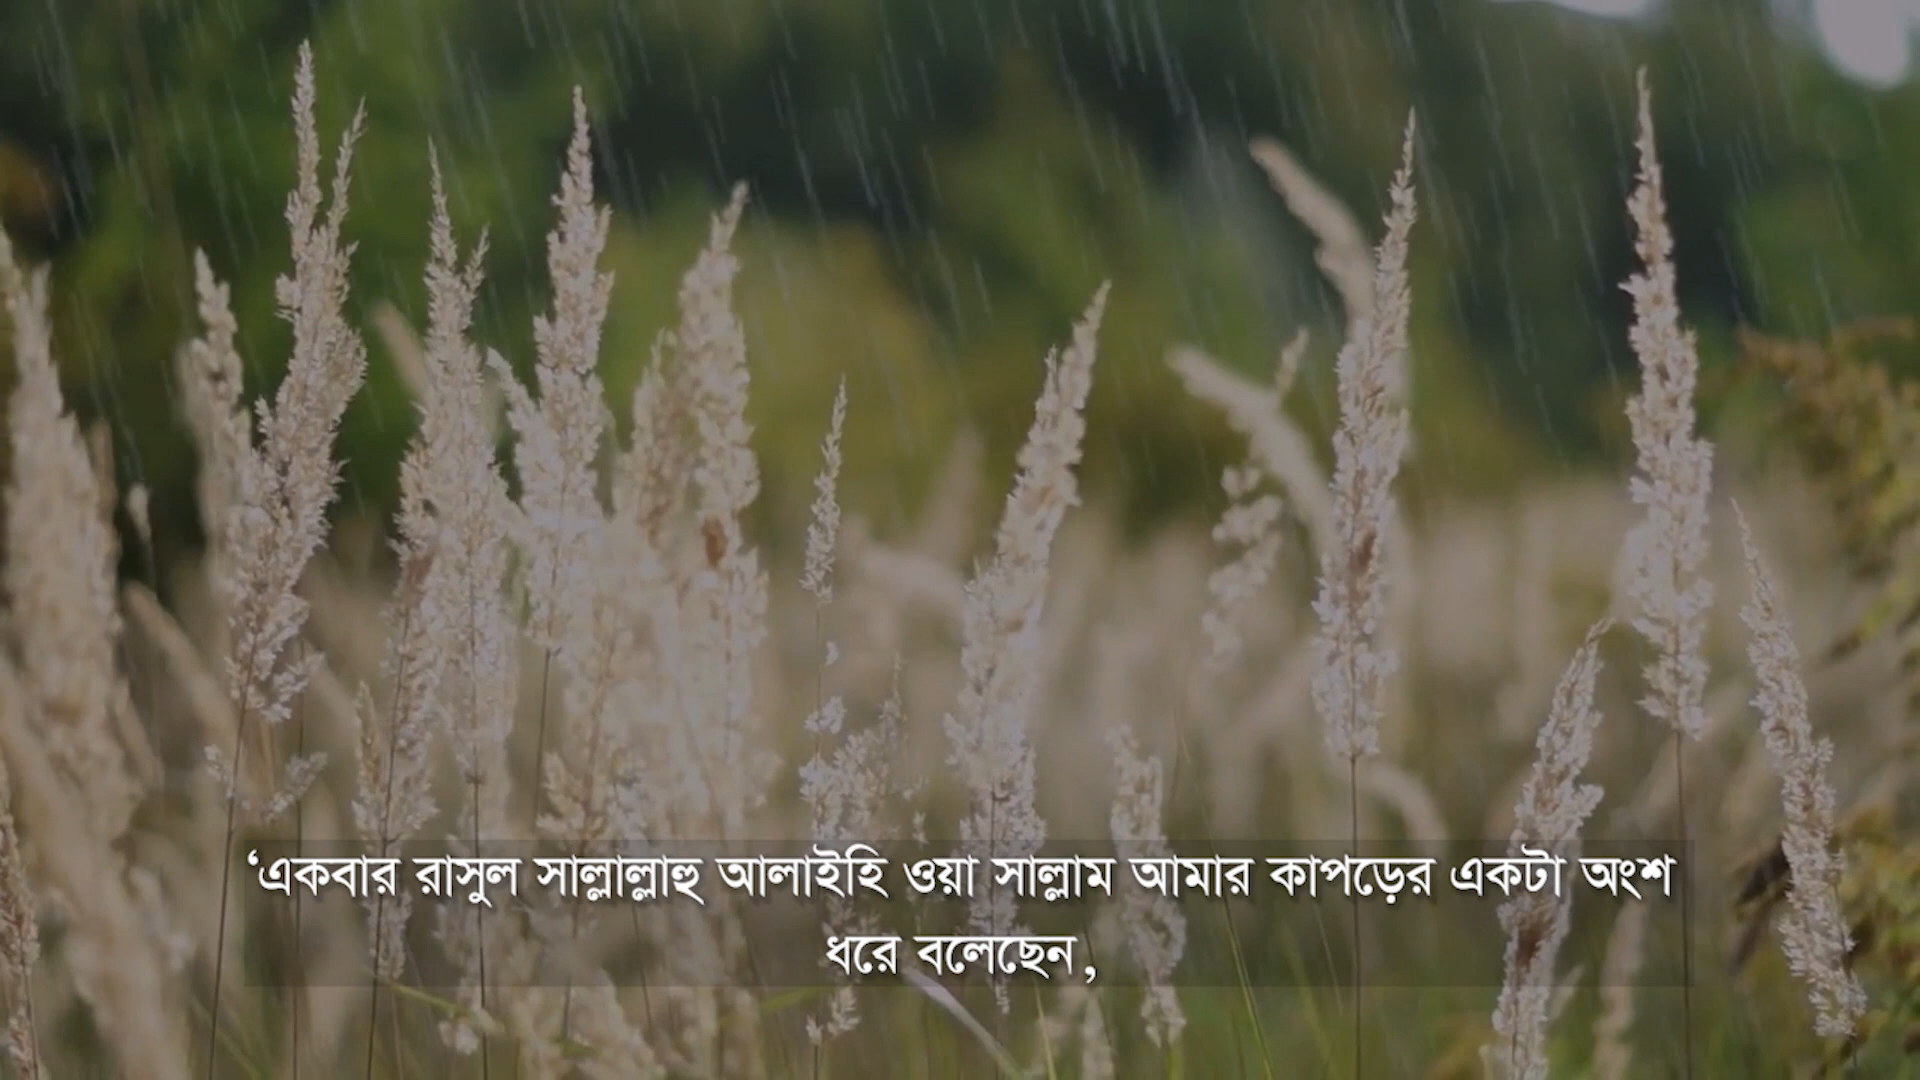 ‘একবার রাসুল সাল্লাল্লাহু আলাইহি ওয়া সাল্লাম আমার কাপড়ের একটা অংশ
ধরে বলেছেন,